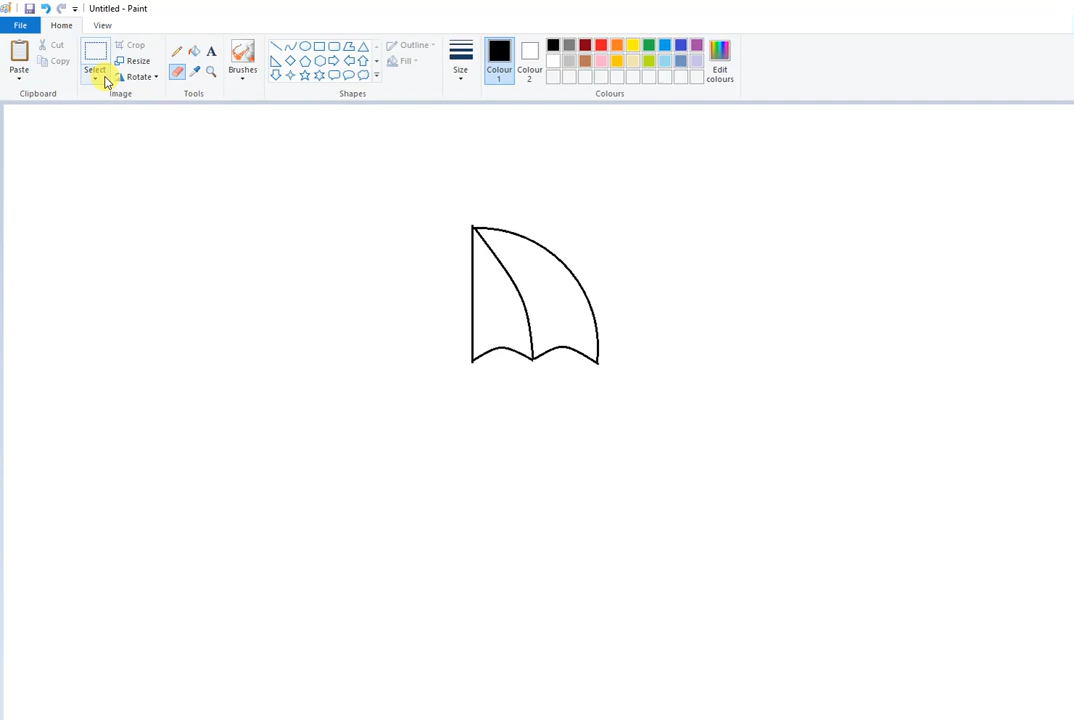 Untitled - Paint
File Home View
Paste Cut Copy
Clipboard
Select Crop Resize Rotate
Image
A
Tools
Brushes
Outline Fill
Shapes
Size
Colour 1
Colour 2
Edit colours
Colours